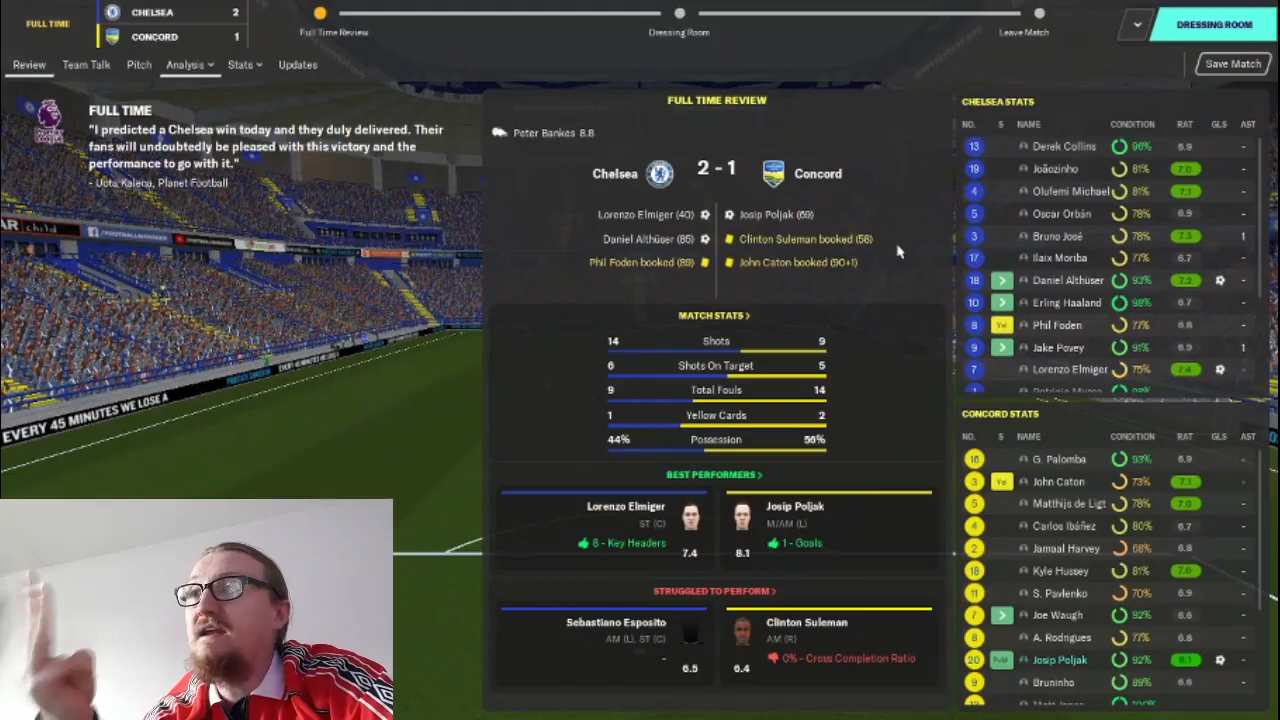 FULL TIME
CHELSEA 2
CONCORD 1
Full Time Review
Dressing Room
Leave Match
DRESSING ROOM
Review Team Talk Pitch Analysis Stats Updates
Save Match
FULL TIME
"I predicted a Chelsea win today and they duly delivered. Their
fans will undoubtedly be pleased with this victory and the
performance to go with it."
- Uota Kalena, Planet Football
EVERY 45 MINUTES WE LOSE A
FULL TIME REVIEW
Peter Bankes 8.8
Chelsea 2 - 1 Concord
Lorenzo Elmiger (40) Josip Poljak (69)
Daniel Althüser (85) Clinton Suleman booked (58)
Phil Foden booked (89) John Caton booked (90+1)
MATCH STATS >
14 Shots 9
6 Shots On Target 5
9 Total Fouls 14
1 Yellow Cards 2
44% Possession 56%
BEST PERFORMERS >
Lorenzo Elmiger Josip Poljak
ST (C) M/AM (L)
8 - Key Headers 1 - Goals
7.4 8.1
STRUGGLED TO PERFORM >
Sebastiano Esposito Clinton Suleman
AM (L), ST (C) AM (R)
- 0% - Cross Completion Ratio
6.5 6.4
CHELSEA STATS
NO. S NAME CONDITION RAT GLS AST
13 Derek Collins 96% 6.9 -
19 Joãozinho 81% 7.0 -
4 Olufemi Michael 81% 7.1 -
5 Oscar Orbán 78% 6.9 -
3 Bruno José 78% 7.3 1
17 Ilaix Moriba 77% 6.7 -
18 Daniel Althüser 93% 7.2 -
10 Erling Haaland 98% 6.7 -
8 Yel Phil Foden 77% 6.8 -
9 Jake Povey 91% 6.9 1
7 Lorenzo Elmiger 75% 7.4 -
CONCORD STATS
NO. S NAME CONDITION RAT GLS AST
16 G. Palomba 93% 6.9 -
3 Yel John Caton 73% 7.1 -
5 Matthijs de Ligt 78% 7.0 -
4 Carlos Ibáñez 80% 6.7 -
2 Jamaal Harvey 68% 6.8 -
18 Kyle Hussey 81% 7.0 -
11 S. Pavlenko 70% 6.9 -
7 Joe Waugh 92% 6.6 -
8 A. Rodrigues 77% 6.8 -
20 PoM Josip Poljak 92% 8.1 -
9 Bruninho 89% 6.6 -